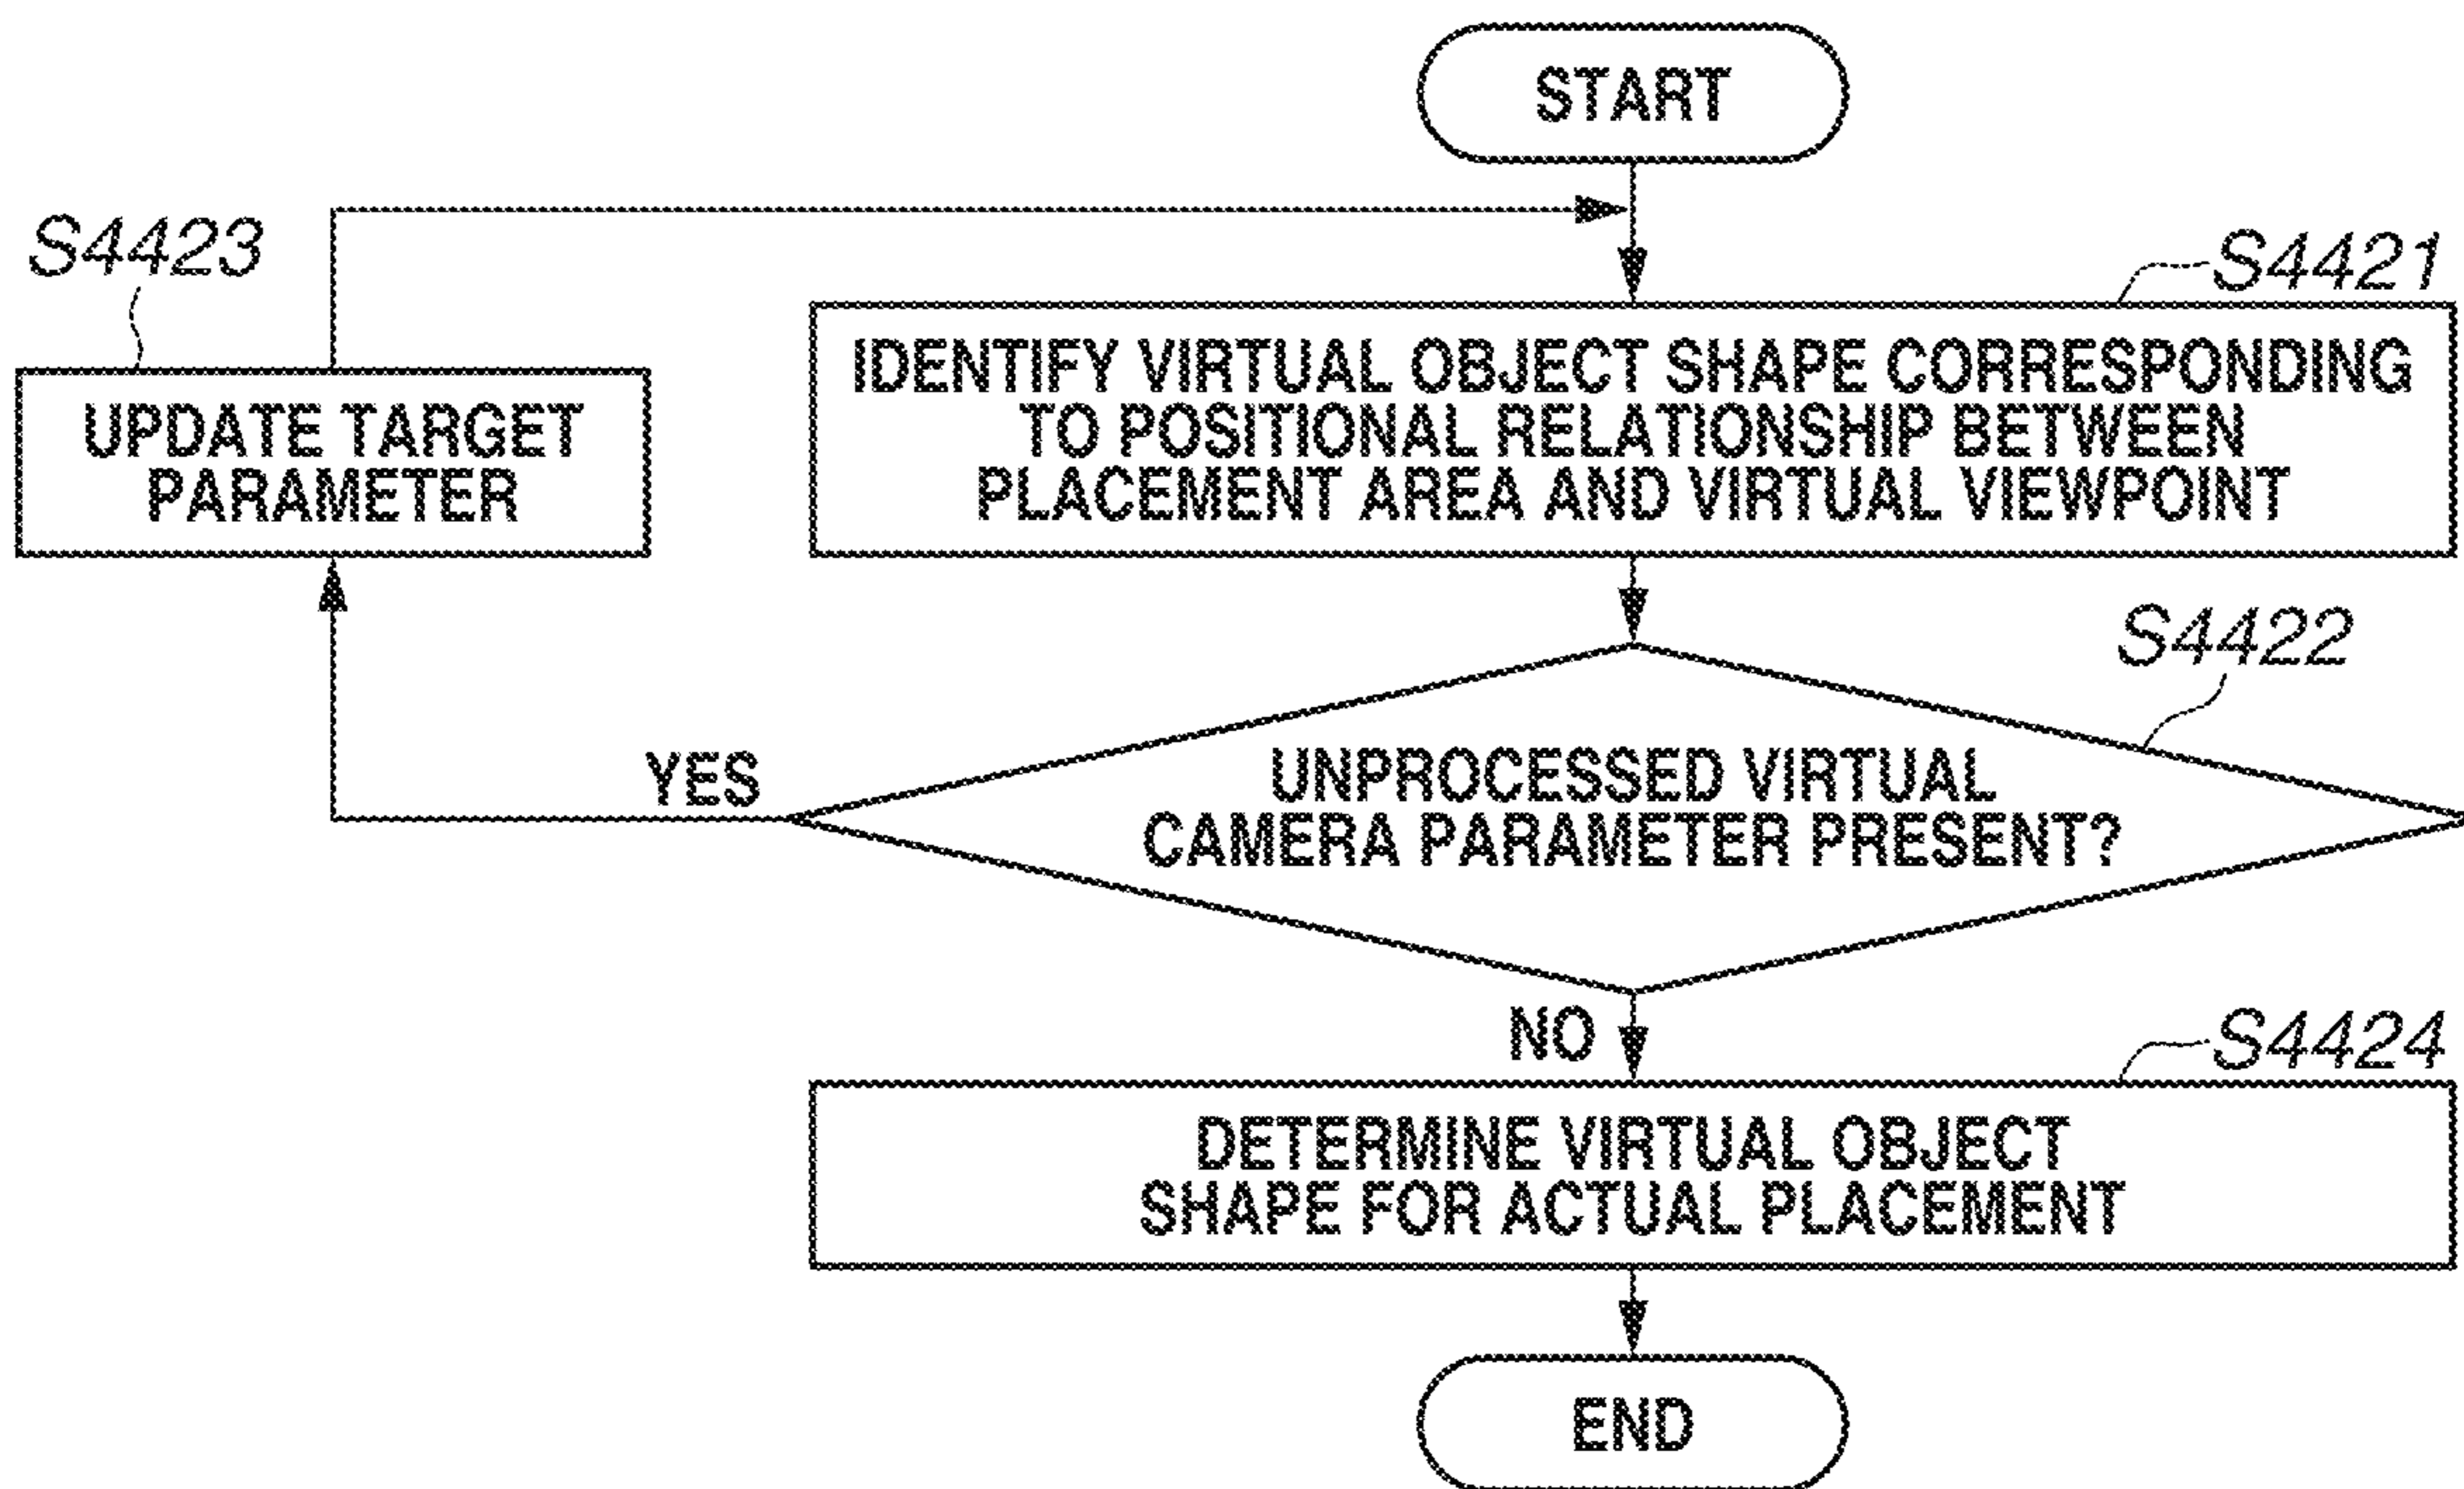 START
S4423
S4421
IDENTIFY VIRTUAL OBJECT SHAPE CORRESPONDING
TO POSITIONAL RELATIONSHIP BETWEEN
PLACEMENT AREA AND VIRTUAL VIEWPOINT
UPDATE TARGET
PARAMETER
S4422
YES
UNPROCESSED VIRTUAL
CAMERA PARAMETER PRESENT?
NO
S4424
DETERMINE VIRTUAL OBJECT
SHAPE FOR ACTUAL PLACEMENT
END